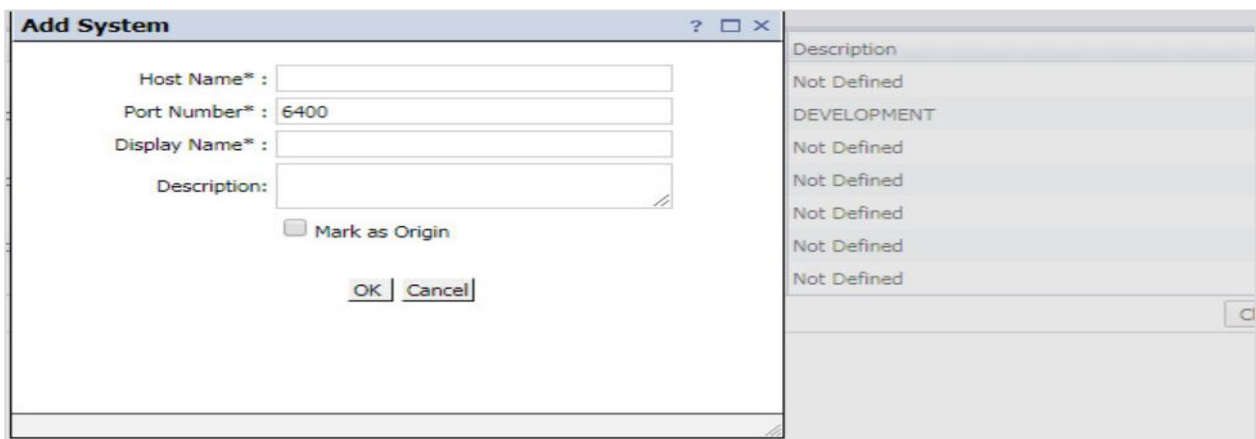 Add System ?
Description
Host Name* :
Not Defined
Port Number* : 6400
DEVELOPMENT
Display Name* :
Not Defined
Description:
Not Defined
Mark as Origin
Not Defined
Not Defined
OK Cancel
Not Defined